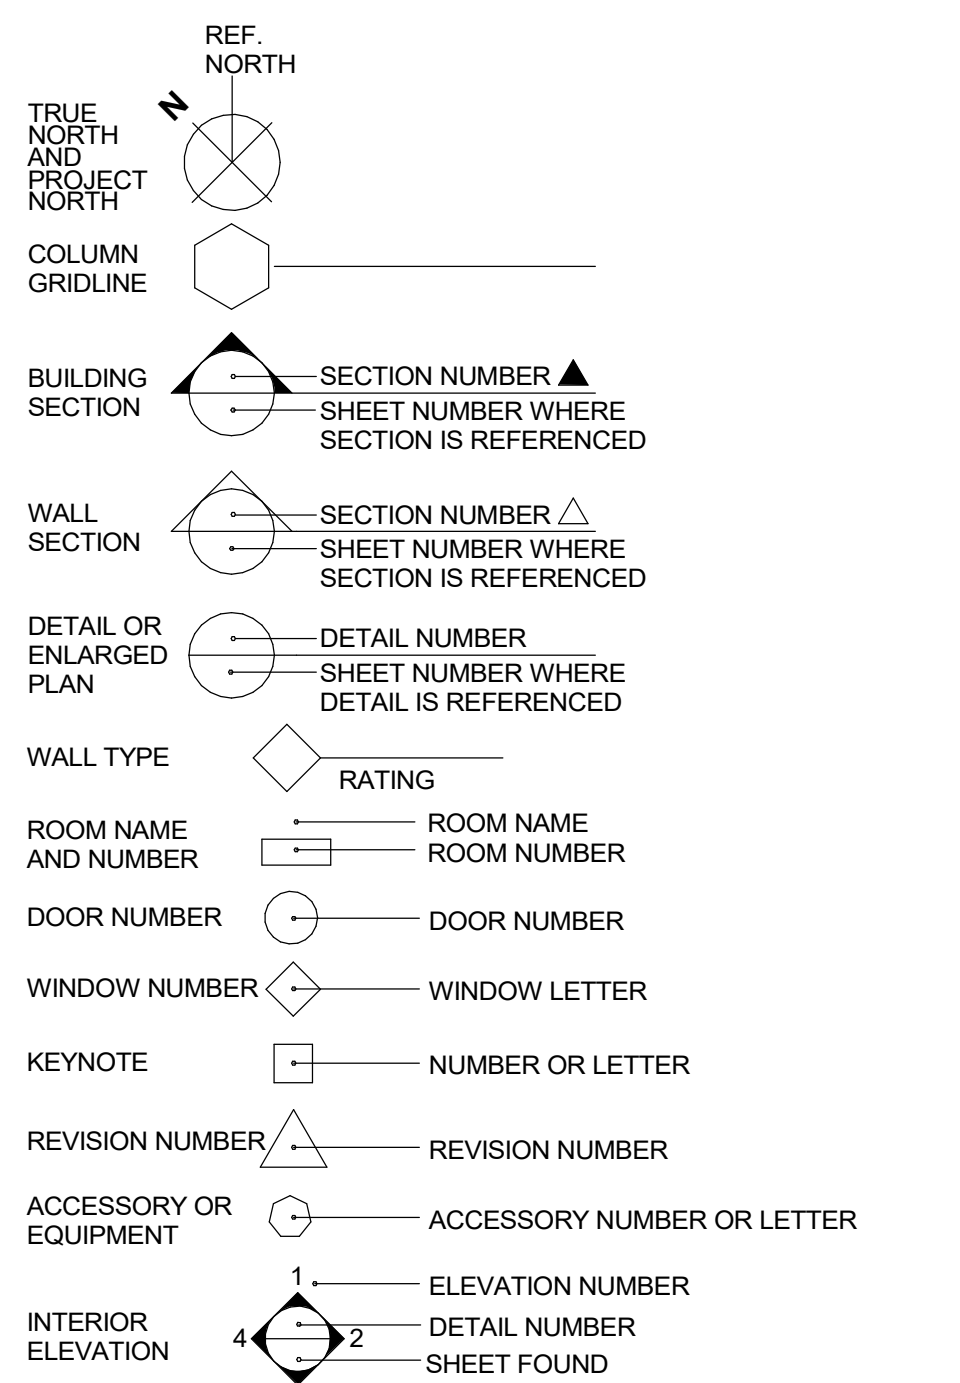 REF.
NORTH
N
TRUE
NORTH
AND
PROJECT
NORTH
COLUMN
GRIDLINE
BUILDING
SECTION
SECTION NUMBER
SHEET NUMBER WHERE
SECTION IS REFERENCED
WALL
SECTION
SECTION NUMBER
SHEET NUMBER WHERE
SECTION IS REFERENCED
DETAIL OR
ENLARGED
PLAN
DETAIL NUMBER
SHEET NUMBER WHERE
DETAIL IS REFERENCED
WALL TYPE
RATING
ROOM NAME
AND NUMBER
ROOM NAME
ROOM NUMBER
DOOR NUMBER
DOOR NUMBER
WINDOW NUMBER
WINDOW LETTER
KEYNOTE
NUMBER OR LETTER
REVISION NUMBER
REVISION NUMBER
ACCESSORY OR
EQUIPMENT
ACCESSORY NUMBER OR LETTER
INTERIOR
ELEVATION
1
4
2
ELEVATION NUMBER
DETAIL NUMBER
SHEET FOUND